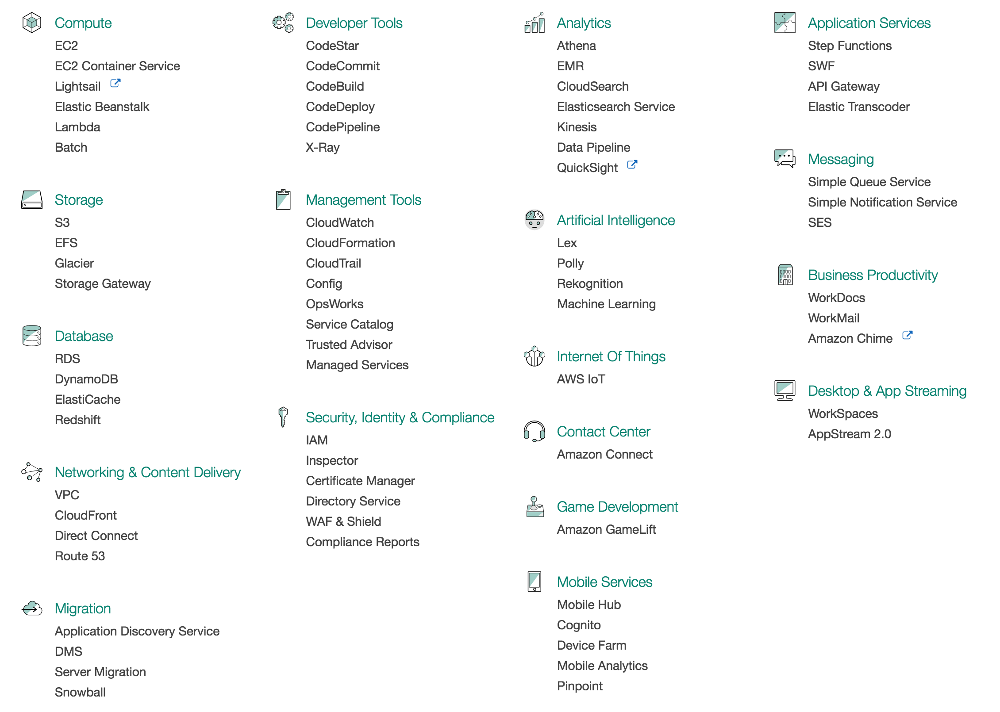 Compute
EC2
EC2 Container Service
Lightsail
Elastic Beanstalk
Lambda
Batch
Storage
S3
EFS
Glacier
Storage Gateway
Database
RDS
DynamoDB
ElastiCache
Redshift
Networking & Content Delivery
VPC
CloudFront
Direct Connect
Route 53
Migration
Application Discovery Service
DMS
Server Migration
Snowball
Developer Tools
CodeStar
CodeCommit
CodeBuild
CodeDeploy
CodePipeline
X-Ray
Management Tools
CloudWatch
CloudFormation
CloudTrail
Config
OpsWorks
Service Catalog
Trusted Advisor
Managed Services
Security, Identity & Compliance
IAM
Inspector
Certificate Manager
Directory Service
WAF & Shield
Compliance Reports
Analytics
Athena
EMR
CloudSearch
Elasticsearch Service
Kinesis
Data Pipeline
QuickSight
Artificial Intelligence
Lex
Polly
Rekognition
Machine Learning
Internet Of Things
AWS IoT
Contact Center
Amazon Connect
Game Development
Amazon GameLift
Mobile Services
Mobile Hub
Cognito
Device Farm
Mobile Analytics
Pinpoint
Application Services
Step Functions
SWF
API Gateway
Elastic Transcoder
Messaging
Simple Queue Service
Simple Notification Service
SES
Business Productivity
WorkDocs
WorkMail
Amazon Chime
Desktop & App Streaming
WorkSpaces
AppStream 2.0